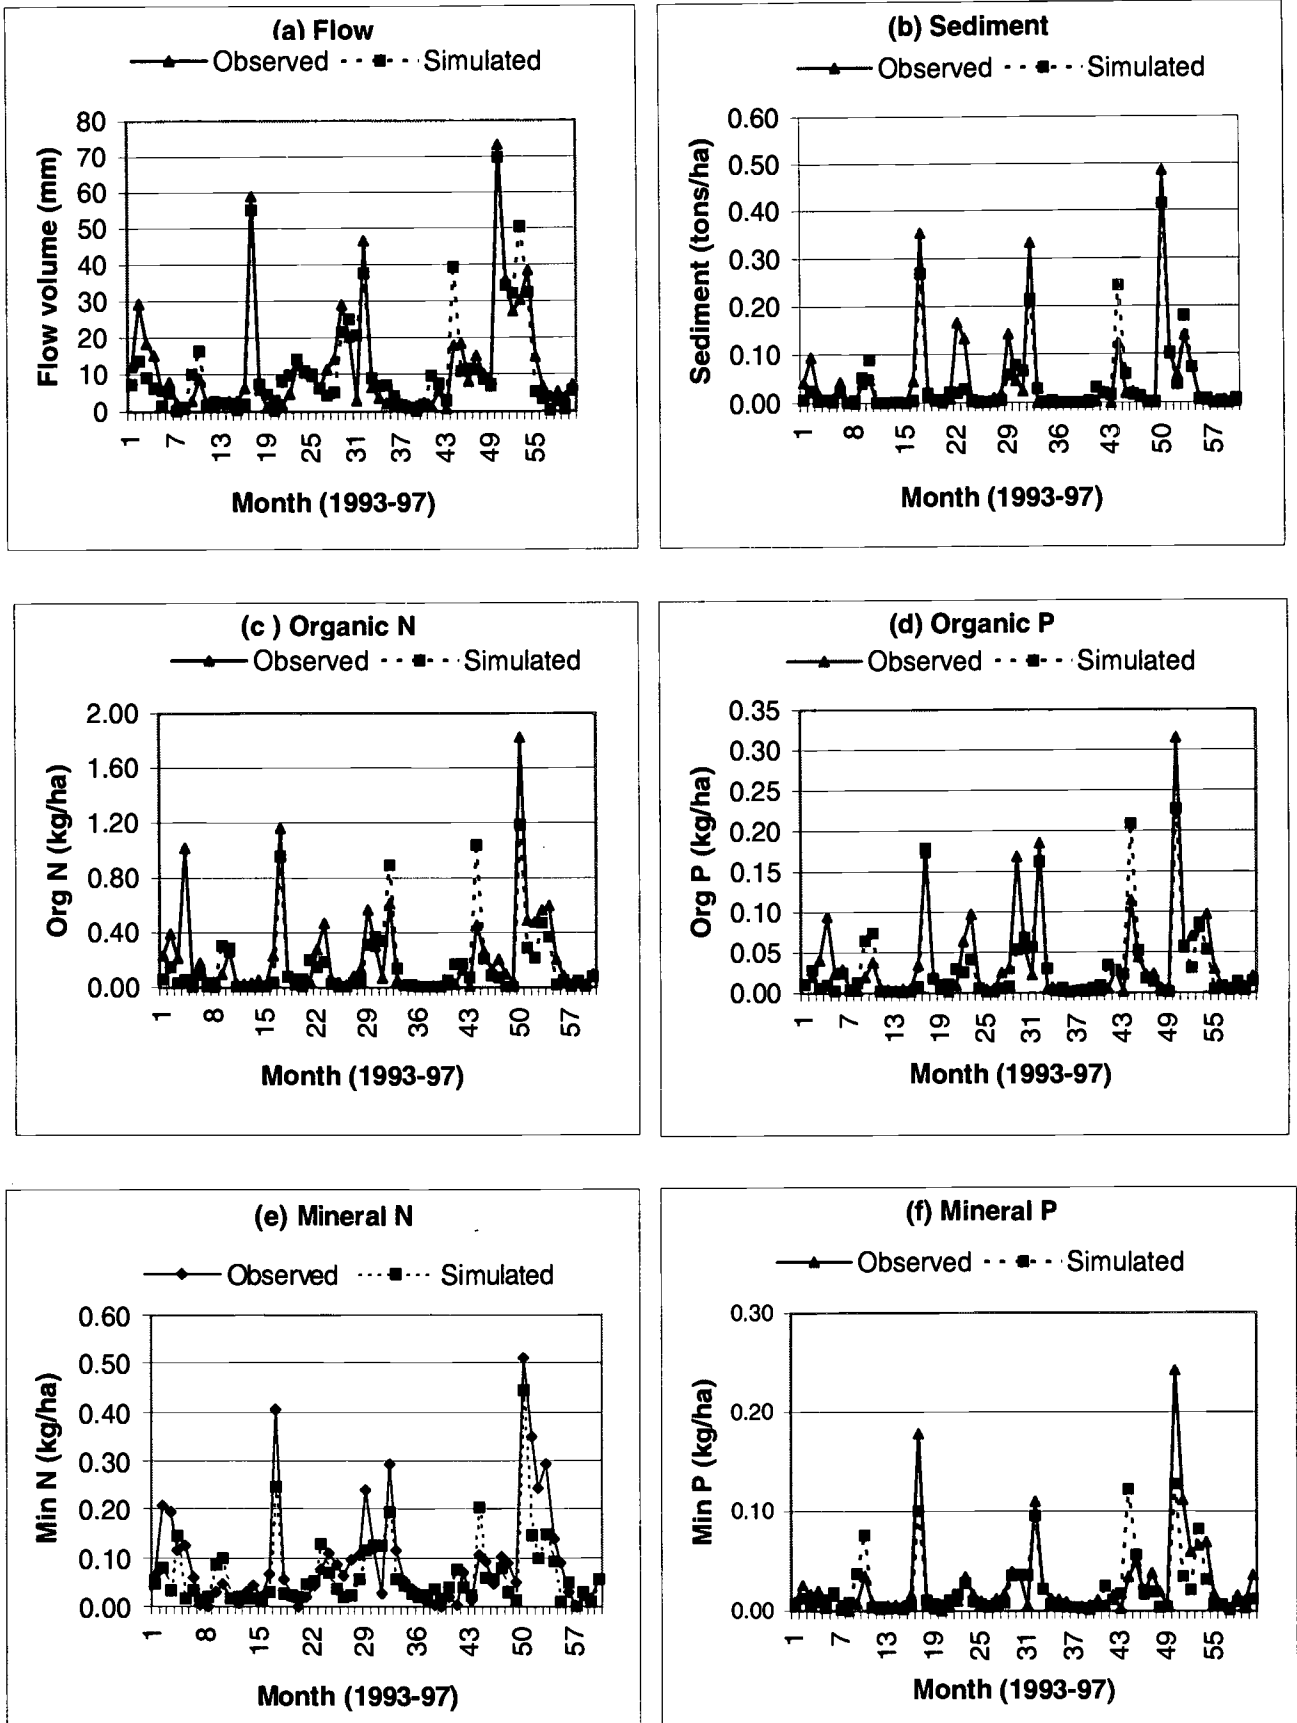 (a) Flow
Observed Simulated
80
70
60
50
40
30
20
10
0
Flow volume (mm)
1 7 13 19 25 31 37 43 49 55
Month (1993-97)
(b) Sediment
Observed Simulated
0.60
0.50
0.40
0.30
0.20
0.10
0.00
Sediment (tons/ha)
1 8 15 22 29 36 43 50 57
Month (1993-97)
(c ) Organic N
Observed Simulated
2.00
1.60
1.20
0.80
0.40
0.00
Org N (kg/ha)
1 8 15 22 29 36 43 50 57
Month (1993-97)
(d) Organic P
Observed Simulated
0.35
0.30
0.25
0.20
0.15
0.10
0.05
0.00
Org P (kg/ha)
1 7 13 19 25 31 37 43 49 55
Month (1993-97)
(e) Mineral N
Observed Simulated
0.60
0.50
0.40
0.30
0.20
0.10
0.00
Min N (kg/ha)
1 8 15 22 29 36 43 50 57
Month (1993-97)
(f) Mineral P
Observed Simulated
0.30
0.20
0.10
0.00
Min P (kg/ha)
1 7 13 19 25 31 37 43 49 55
Month (1993-97)